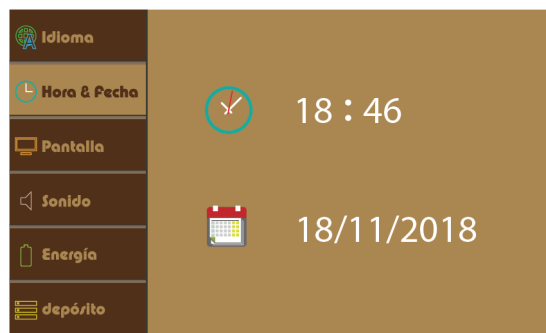 Idioma
Hora & Fecha
Pantalla
Sonido
Energía
depósito
18 : 46
18/11/2018